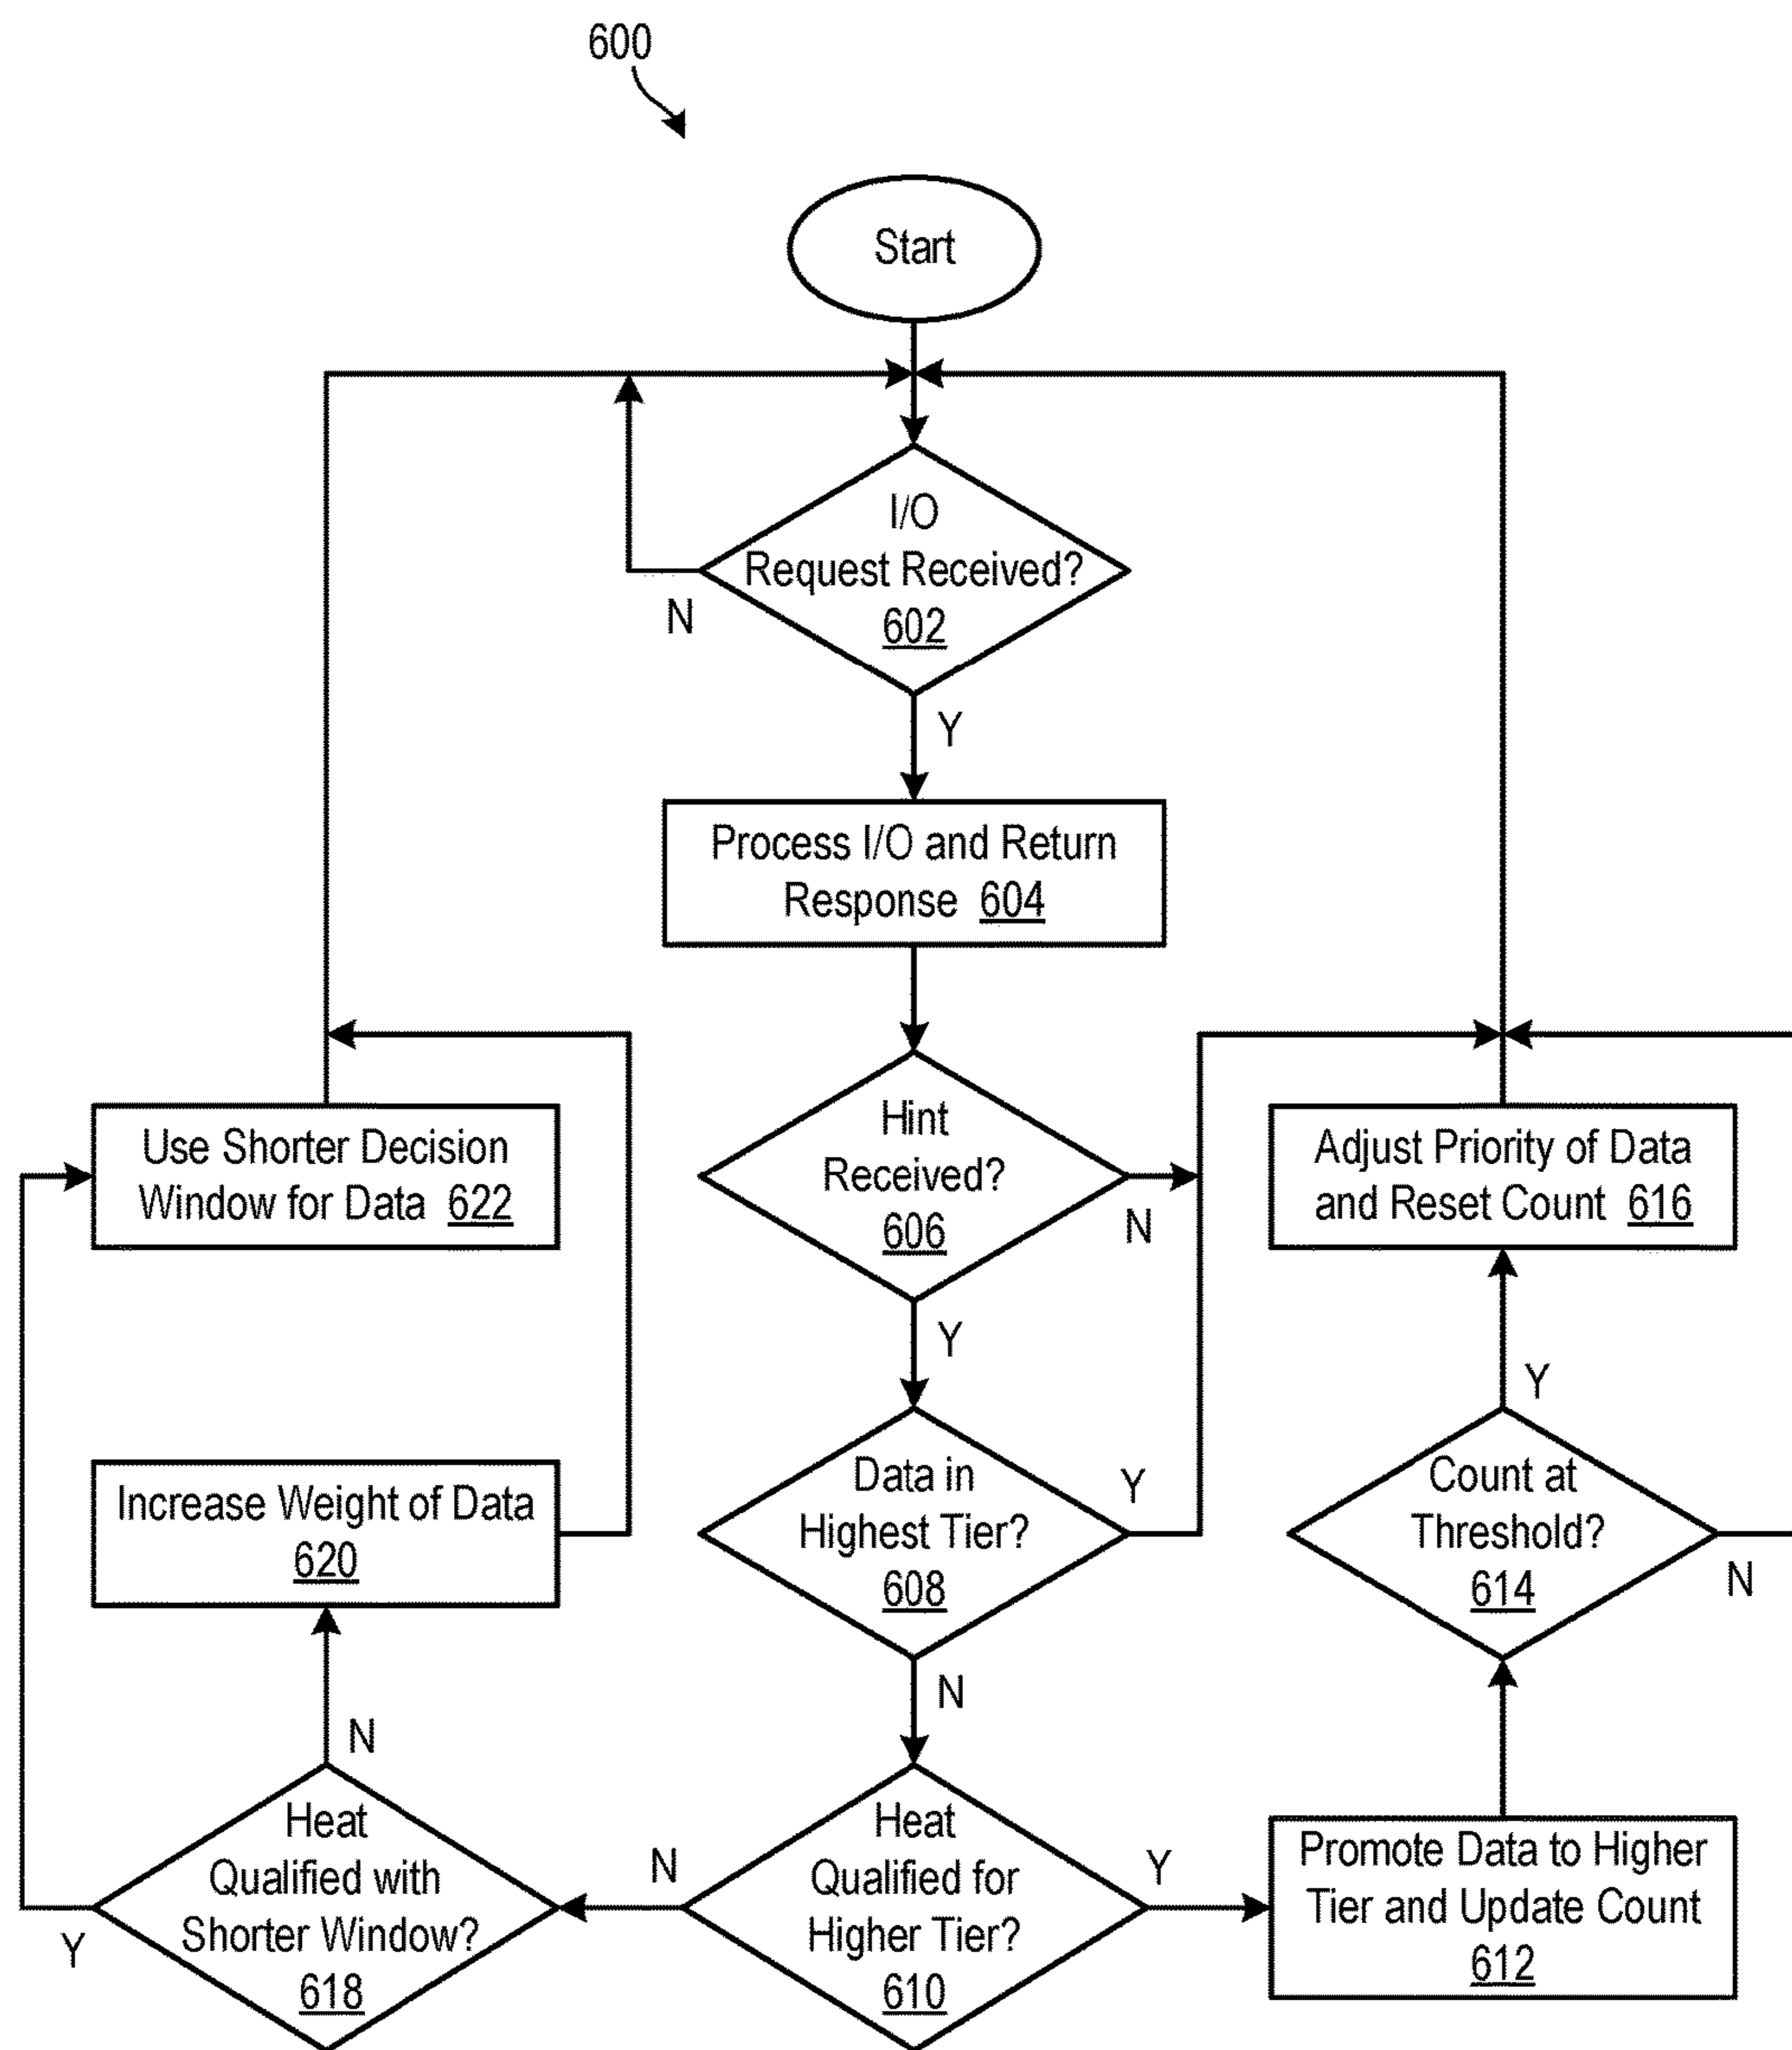 600
Start
I/O
Request Received?
602
N
Y
Process I/O and Return
Response 604
Hint
Received?
606
N
Y
Use Shorter Decision
Window for Data 622
Adjust Priority of Data
and Reset Count 616
Data in
Highest Tier?
608
Y
N
Increase Weight of Data
620
Y
Count at
Threshold?
614
N
N
Heat
Qualified with
Shorter Window?
618
Y
N
Heat
Qualified for
Higher Tier?
610
Y
Promote Data to Higher
Tier and Update Count
612